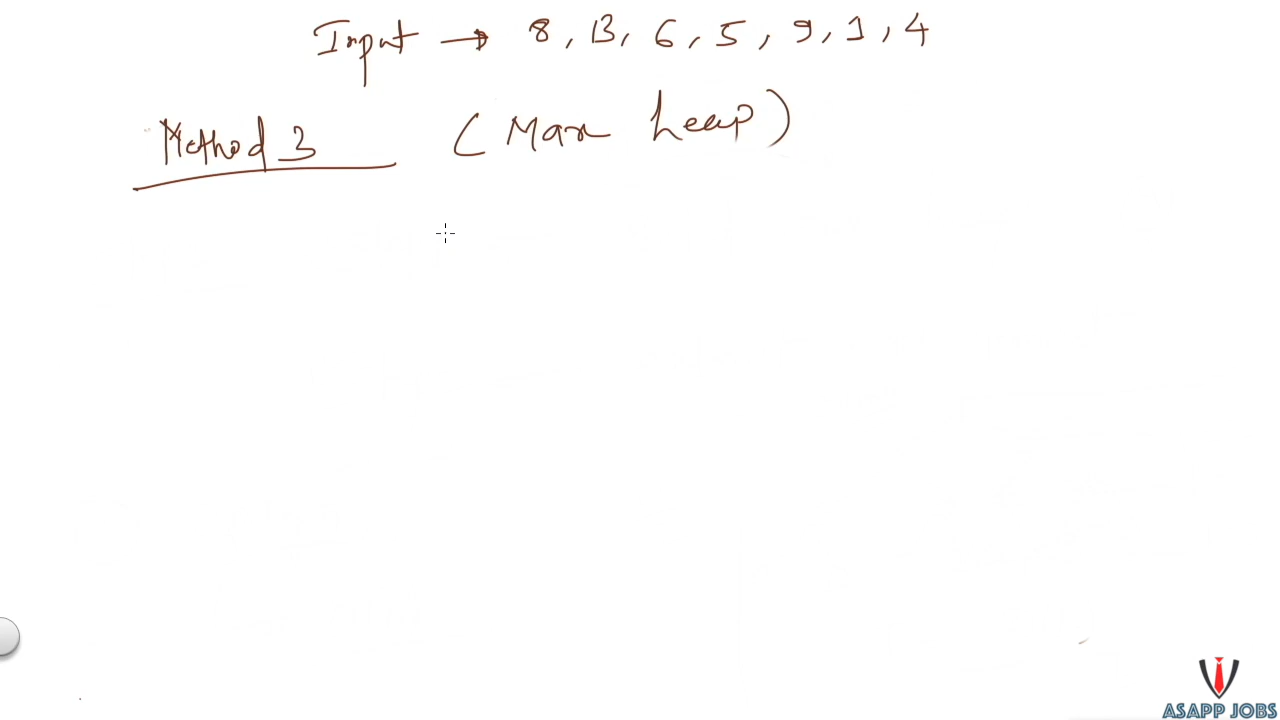 Input → 8, 13, 6, 5, 9, 1, 4
Method 3 (Max heap)
ASAPP JOBS